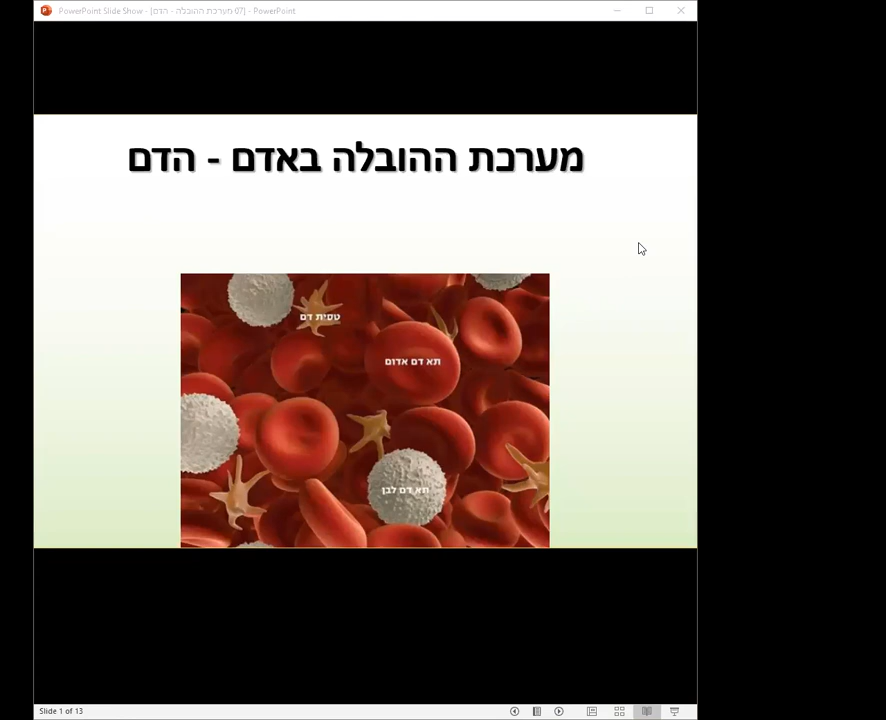 PowerPoint Slide Show - [07 מערכת ההובלה - הדם] - PowerPoint
מערכת ההובלה באדם - הדם
טסית דם
תא דם אדום
תא דם לבן
Slide 1 of 13